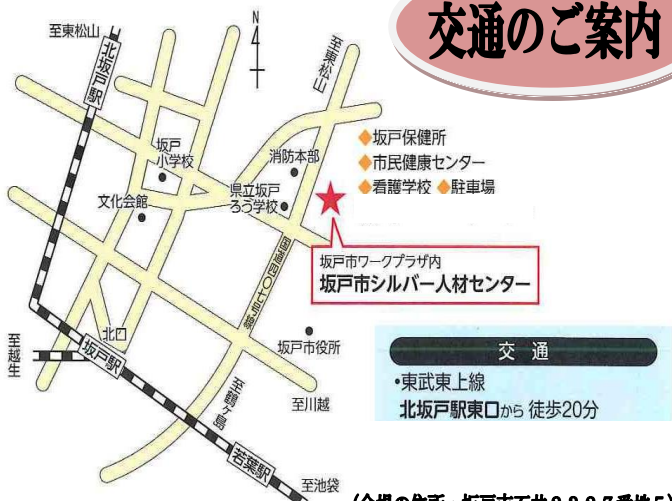 交通のご案内
N
至東松山
北坂戸駅
至東松山
坂戸
小学校
消防本部
県立坂戸
ろう学校
文化会館
◆坂戸保健所
◆市民健康センター
◆看護学校 ◆駐車場
坂戸市ワークプラザ内
坂戸市シルバー人材センター
国道四〇七号線
北口
坂戸駅
至越生
坂戸市役所
至川越
至鶴ヶ島
若葉駅
至池袋
交通
・東武東上線
北坂戸駅東口から 徒歩20分